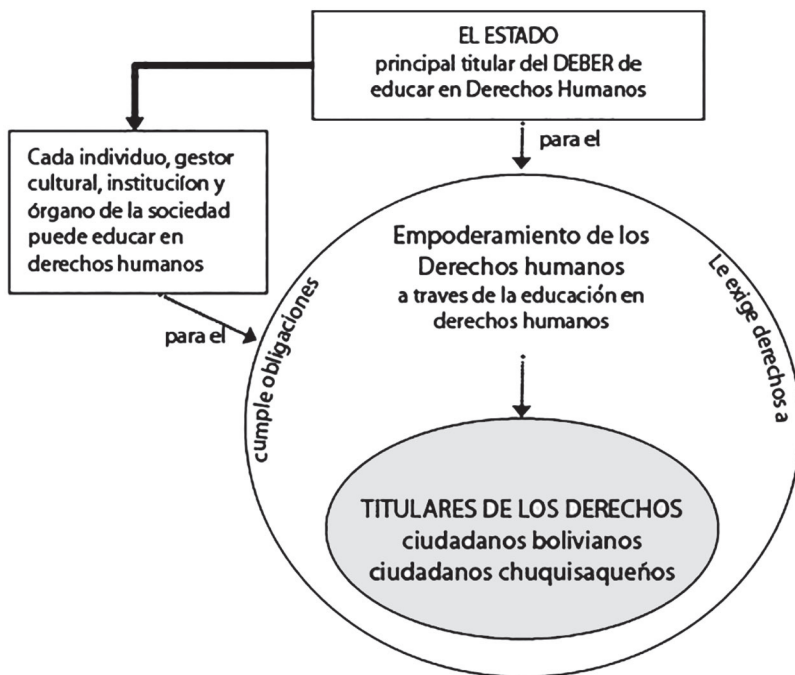 EL ESTADO
principal titular del DEBER de
educar en Derechos Humanos
para el
Cada individuo, gestor
cultural, institucifon y
órgano de la sociedad
puede educar en
derechos humanos
para el
Empoderamiento de los
Derechos humanos
a traves de la educación en
derechos humanos
cumple obligaciones
Le exige derechos a
TITULARES DE LOS DERECHOS
ciudadanos bolivianos
ciudadanos chuquisaqueños